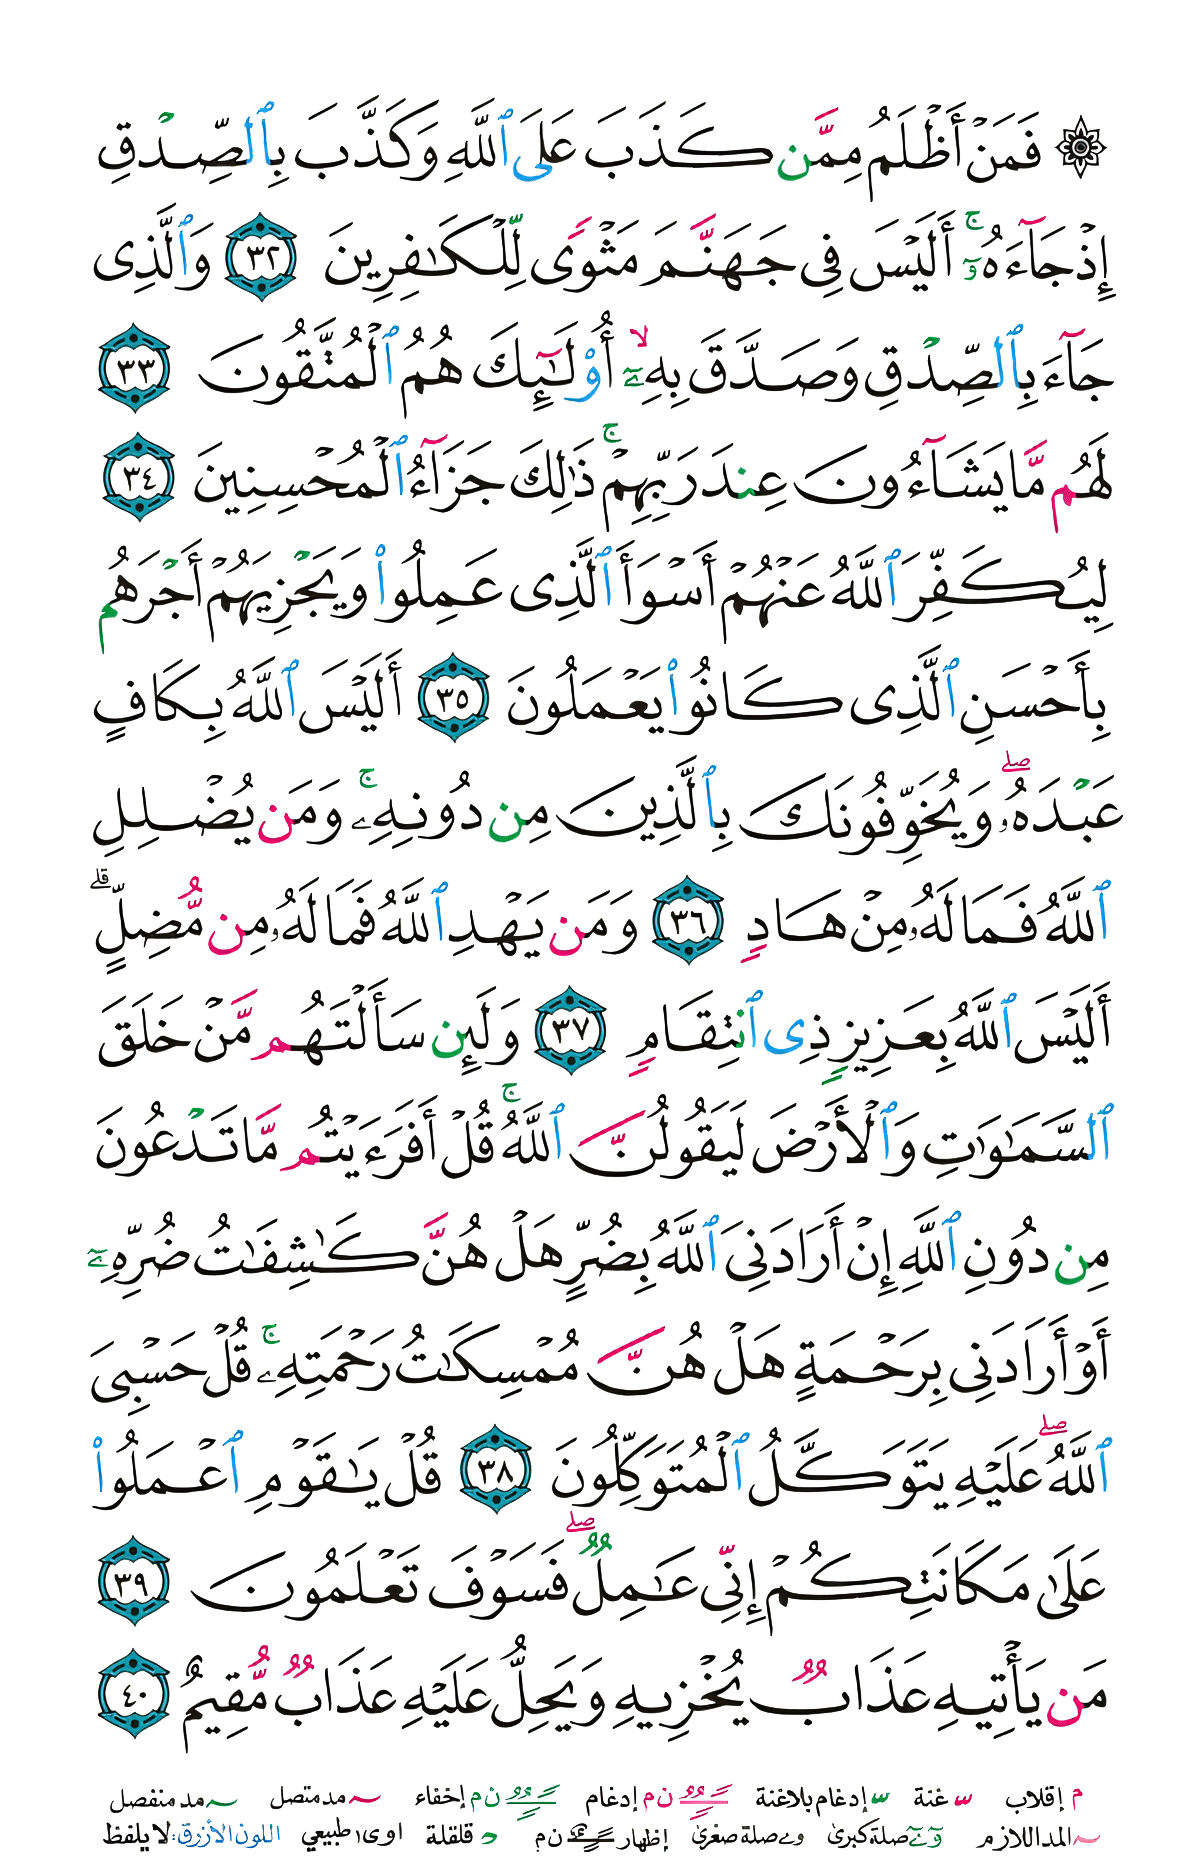 ۞ فَمَنْ أَظْلَمُ مِمَّن كَذَبَ عَلَى ٱللَّهِ وَكَذَّبَ بِٱلصِّدْقِ
إِذْ جَآءَهُۥٓ ۚ أَلَيْسَ فِى جَهَنَّمَ مَثْوًى لِّلْكَٰفِرِينَ ٣٢ وَٱلَّذِى
جَآءَ بِٱلصِّدْقِ وَصَدَّقَ بِهِۦٓ ۙ أُو۟لَٰٓئِكَ هُمُ ٱلْمُتَّقُونَ ٣٣
لَهُم مَّا يَشَآءُونَ عِندَ رَبِّهِمْ ۚ ذَٰلِكَ جَزَآءُ ٱلْمُحْسِنِينَ ٣٤
لِيُكَفِّرَ ٱللَّهُ عَنْهُمْ أَسْوَأَ ٱلَّذِى عَمِلُوا۟ وَيَجْزِيَهُمْ أَجْرَهُم
بِأَحْسَنِ ٱلَّذِى كَانُوا۟ يَعْمَلُونَ ٣٥ أَلَيْسَ ٱللَّهُ بِكَافٍ
عَبْدَهُۥ ۖ وَيُخَوِّفُونَكَ بِٱلَّذِينَ مِن دُونِهِۦ ۚ وَمَن يُضْلِلِ
ٱللَّهُ فَمَا لَهُۥ مِنْ هَادٍ ٣٦ وَمَن يَهْدِ ٱللَّهُ فَمَا لَهُۥ مِن مُّضِلٍّ ۗ
أَلَيْسَ ٱللَّهُ بِعَزِيزٍ ذِى ٱنتِقَامٍ ٣٧ وَلَئِن سَأَلْتَهُم مَّنْ خَلَقَ
ٱلسَّمَٰوَٰتِ وَٱلْأَرْضَ لَيَقُولُنَّ ٱللَّهُ ۚ قُلْ أَفَرَءَيْتُم مَّا تَدْعُونَ
مِن دُونِ ٱللَّهِ إِنْ أَرَادَنِىَ ٱللَّهُ بِضُرٍّ هَلْ هُنَّ كَٰشِفَٰتُ ضُرِّهِۦٓ
أَوْ أَرَادَنِى بِرَحْمَةٍ هَلْ هُنَّ مُمْسِكَٰتُ رَحْمَتِهِۦ ۚ قُلْ حَسْبِىَ
ٱللَّهُ ۖ عَلَيْهِ يَتَوَكَّلُ ٱلْمُتَوَكِّلُونَ ٣٨ قُلْ يَٰقَوْمِ ٱعْمَلُوا۟
عَلَىٰ مَكَانَتِكُمْ إِنِّى عَٰمِلٌ ۖ فَسَوْفَ تَعْلَمُونَ ٣٩
مَن يَأْتِيهِ عَذَابٌ يُخْزِيهِ وَيَحِلُّ عَلَيْهِ عَذَابٌ مُّقِيمٌ ٤٠
م إقلاب ّ غنة ّ إدغام بلاغنة ـًـٌـٍ ن م إدغام ـًـٌـٍ ن م إخفاء ~ مد متصل ~ مد منفصل
~ المد اللازم وٓ ےٓ صلة كبرىٰ و ے صلة صغرىٰ إظهار ـًـٌـٍ ن م د قلقلة ا و ى طبيعي اللون الأزرق: لا يلفظ